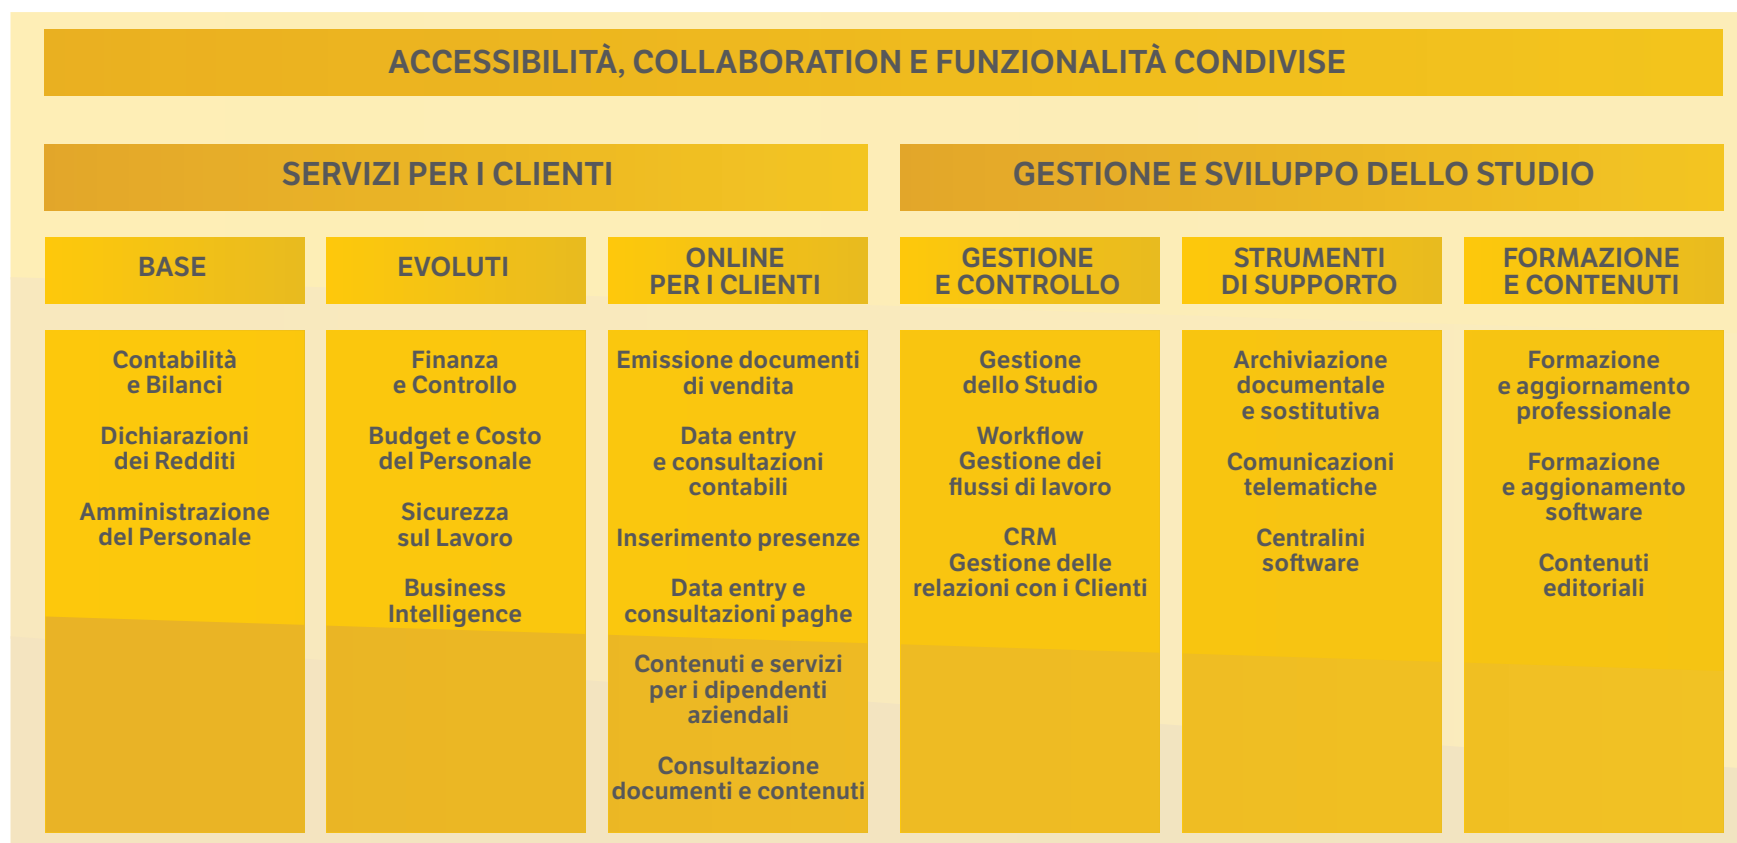 ACCESSIBILITÀ, COLLABORATION E FUNZIONALITÀ CONDIVISE
SERVIZI PER I CLIENTI
GESTIONE E SVILUPPO DELLO STUDIO
BASE
EVOLUTI
ONLINE
PER I CLIENTI
GESTIONE
E CONTROLLO
STRUMENTI
DI SUPPORTO
FORMAZIONE
E CONTENUTI
Contabilità
e Bilanci
Dichiarazioni
dei Redditi
Amministrazione
del Personale
Finanza
e Controllo
Budget e Costo
del Personale
Sicurezza
sul Lavoro
Business
Intelligence
Emissione documenti
di vendita
Data entry
e consultazioni
contabili
Inserimento presenze
Data entry e
consultazioni paghe
Contenuti e servizi
per i dipendenti
aziendali
Consultazione
documenti e contenuti
Gestione
dello Studio
Workflow
Gestione dei
flussi di lavoro
CRM
Gestione delle
relazioni con i Clienti
Archiviazione
documentale
e sostitutiva
Comunicazioni
telematiche
Centralini
software
Formazione
e aggiornamento
professionale
Formazione
e aggionamento
software
Contenuti
editoriali